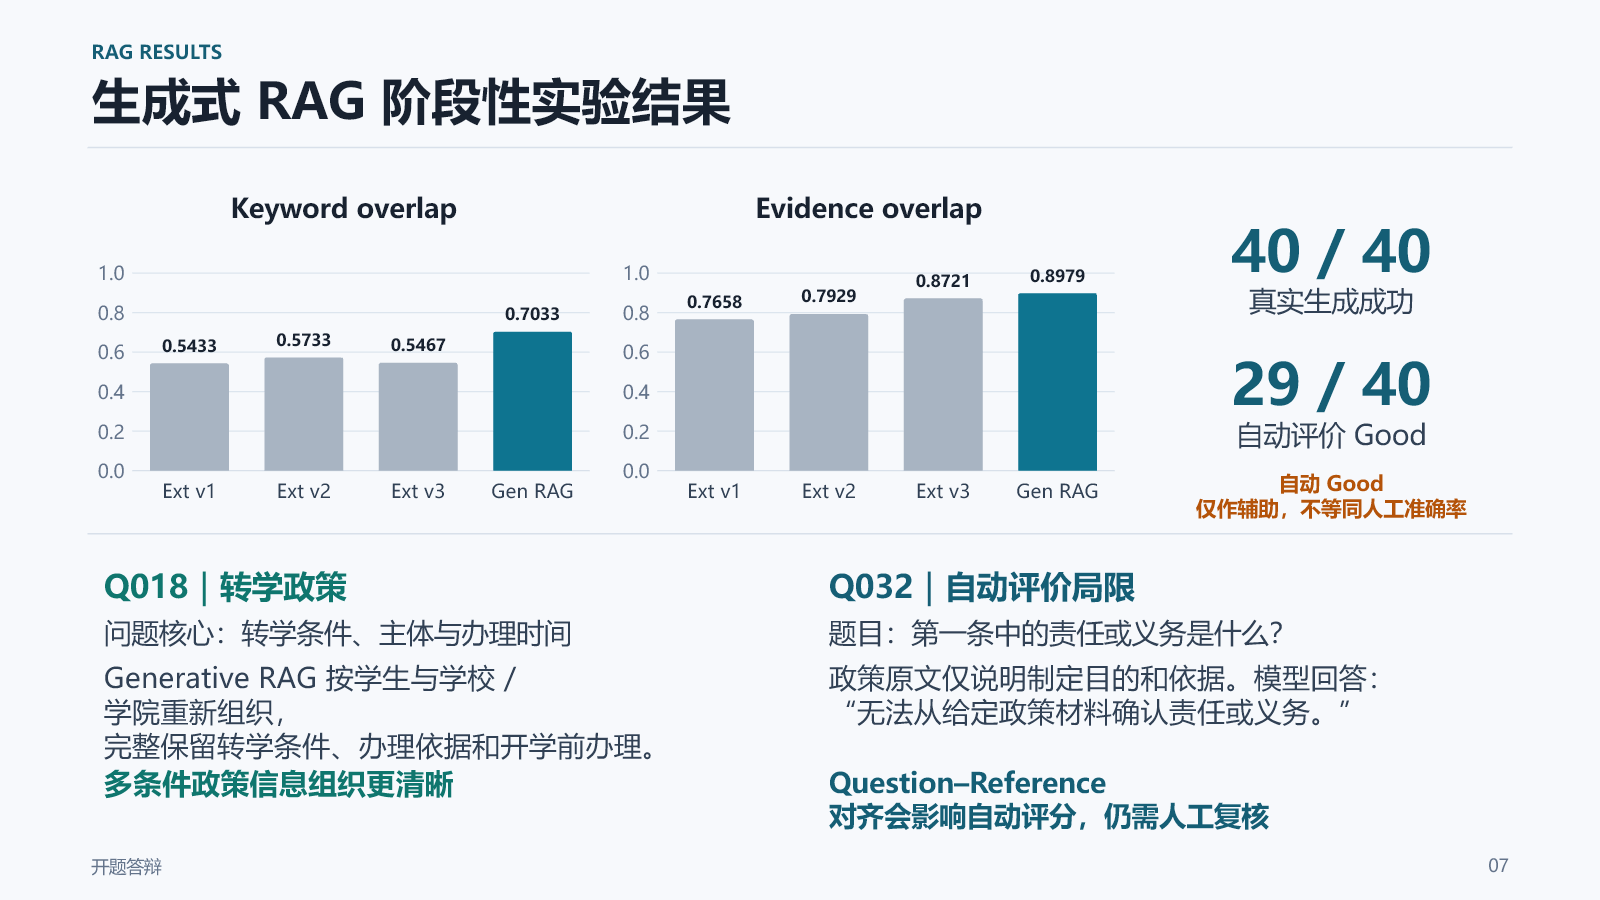 RAG RESULTS
生成式 RAG 阶段性实验结果
Keyword overlap
1.0
0.8
0.6
0.4
0.2
0.0
0.5433
0.5733
0.5467
0.7033
Ext v1
Ext v2
Ext v3
Gen RAG
Evidence overlap
1.0
0.8
0.6
0.4
0.2
0.0
0.7658
0.7929
0.8721
0.8979
Ext v1
Ext v2
Ext v3
Gen RAG
40 / 40
真实生成成功
29 / 40
自动评价 Good
自动 Good
仅作辅助，不等同人工准确率
Q018｜转学政策
问题核心：转学条件、主体与办理时间
Generative RAG 按学生与学校 /
学院重新组织，
完整保留转学条件、办理依据和开学前办理。
多条件政策信息组织更清晰
Q032｜自动评价局限
题目：第一条中的责任或义务是什么？
政策原文仅说明制定目的和依据。模型回答：
“无法从给定政策材料确认责任或义务。”
Question–Reference
对齐会影响自动评分，仍需人工复核
开题答辩
07